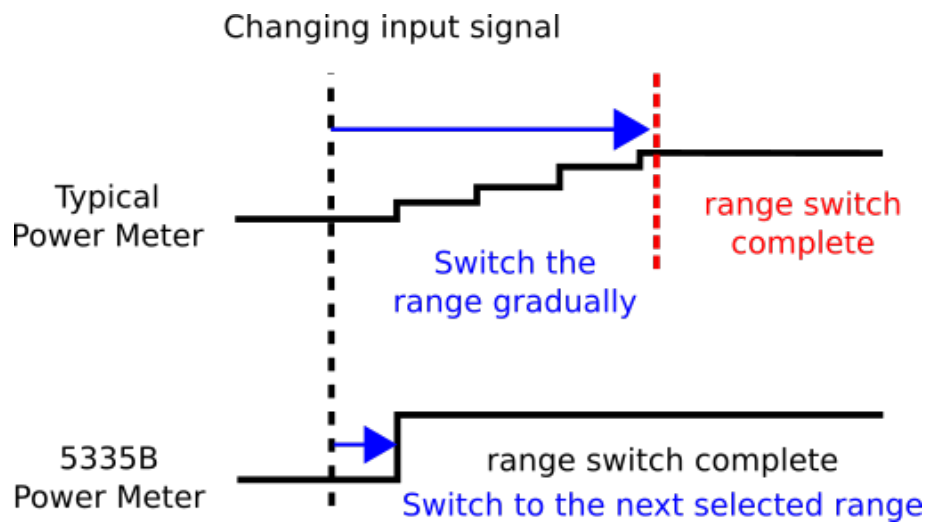 Changing input signal
Typical
Power Meter
range switch
complete
Switch the
range gradually
5335B
Power Meter
range switch complete
Switch to the next selected range